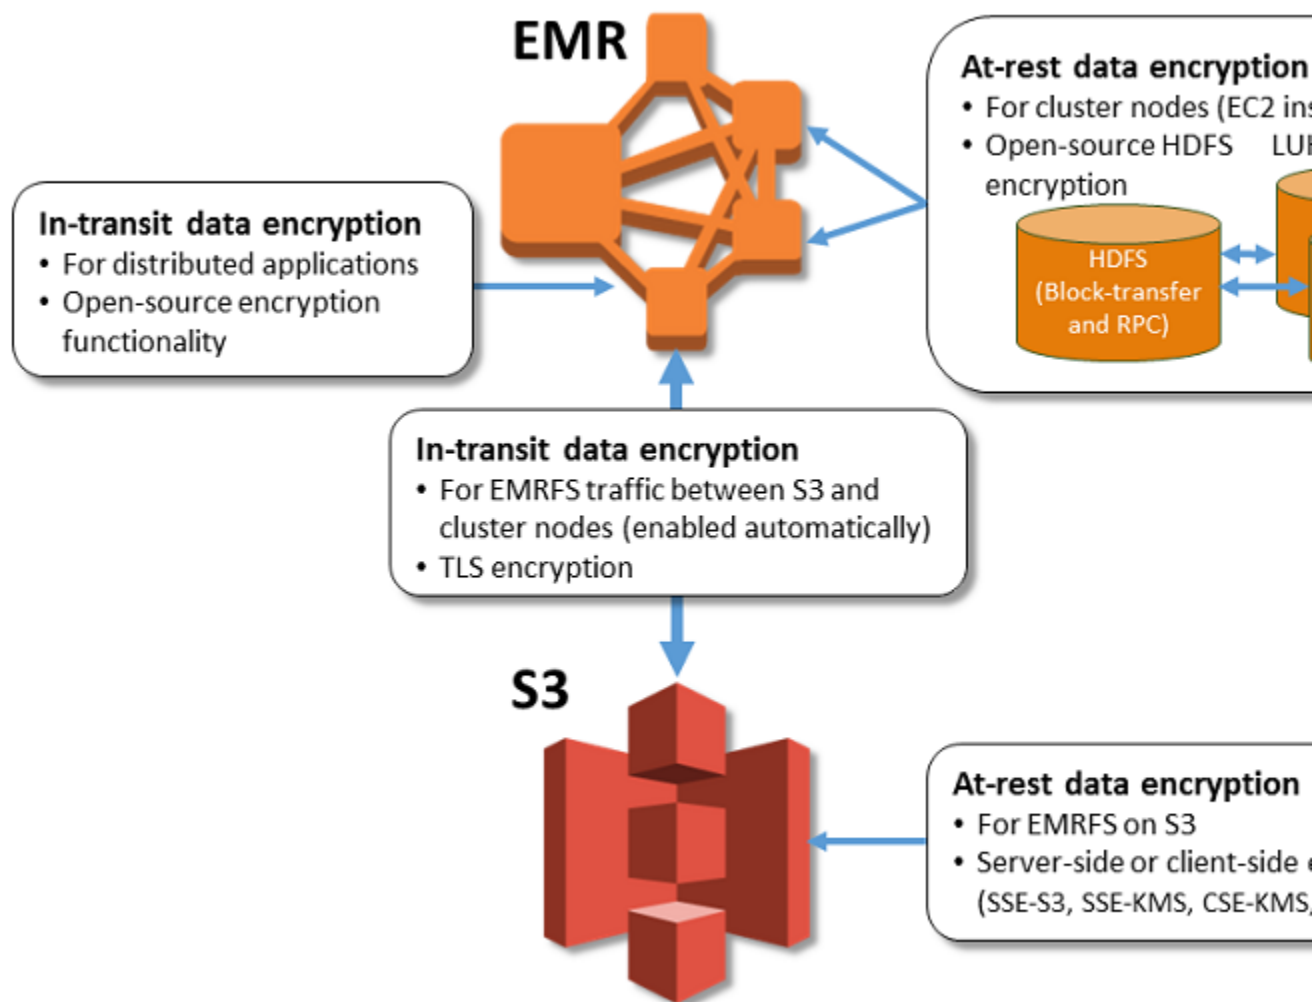 EMR
At-rest data encryption
• For cluster nodes (EC2
• Open-source HDFS
encryption
HDFS
(Block-transfer
and RPC)
In-transit data encryption
• For distributed applications
• Open-source encryption
functionality
In-transit data encryption
• For EMRFS traffic between S3 and
cluster nodes (enabled automatically)
• TLS encryption
S3
At-rest data encryption
• For EMRFS on S3
• Server-side or client-side
(SSE-S3, SSE-KMS, CSE-KMS,